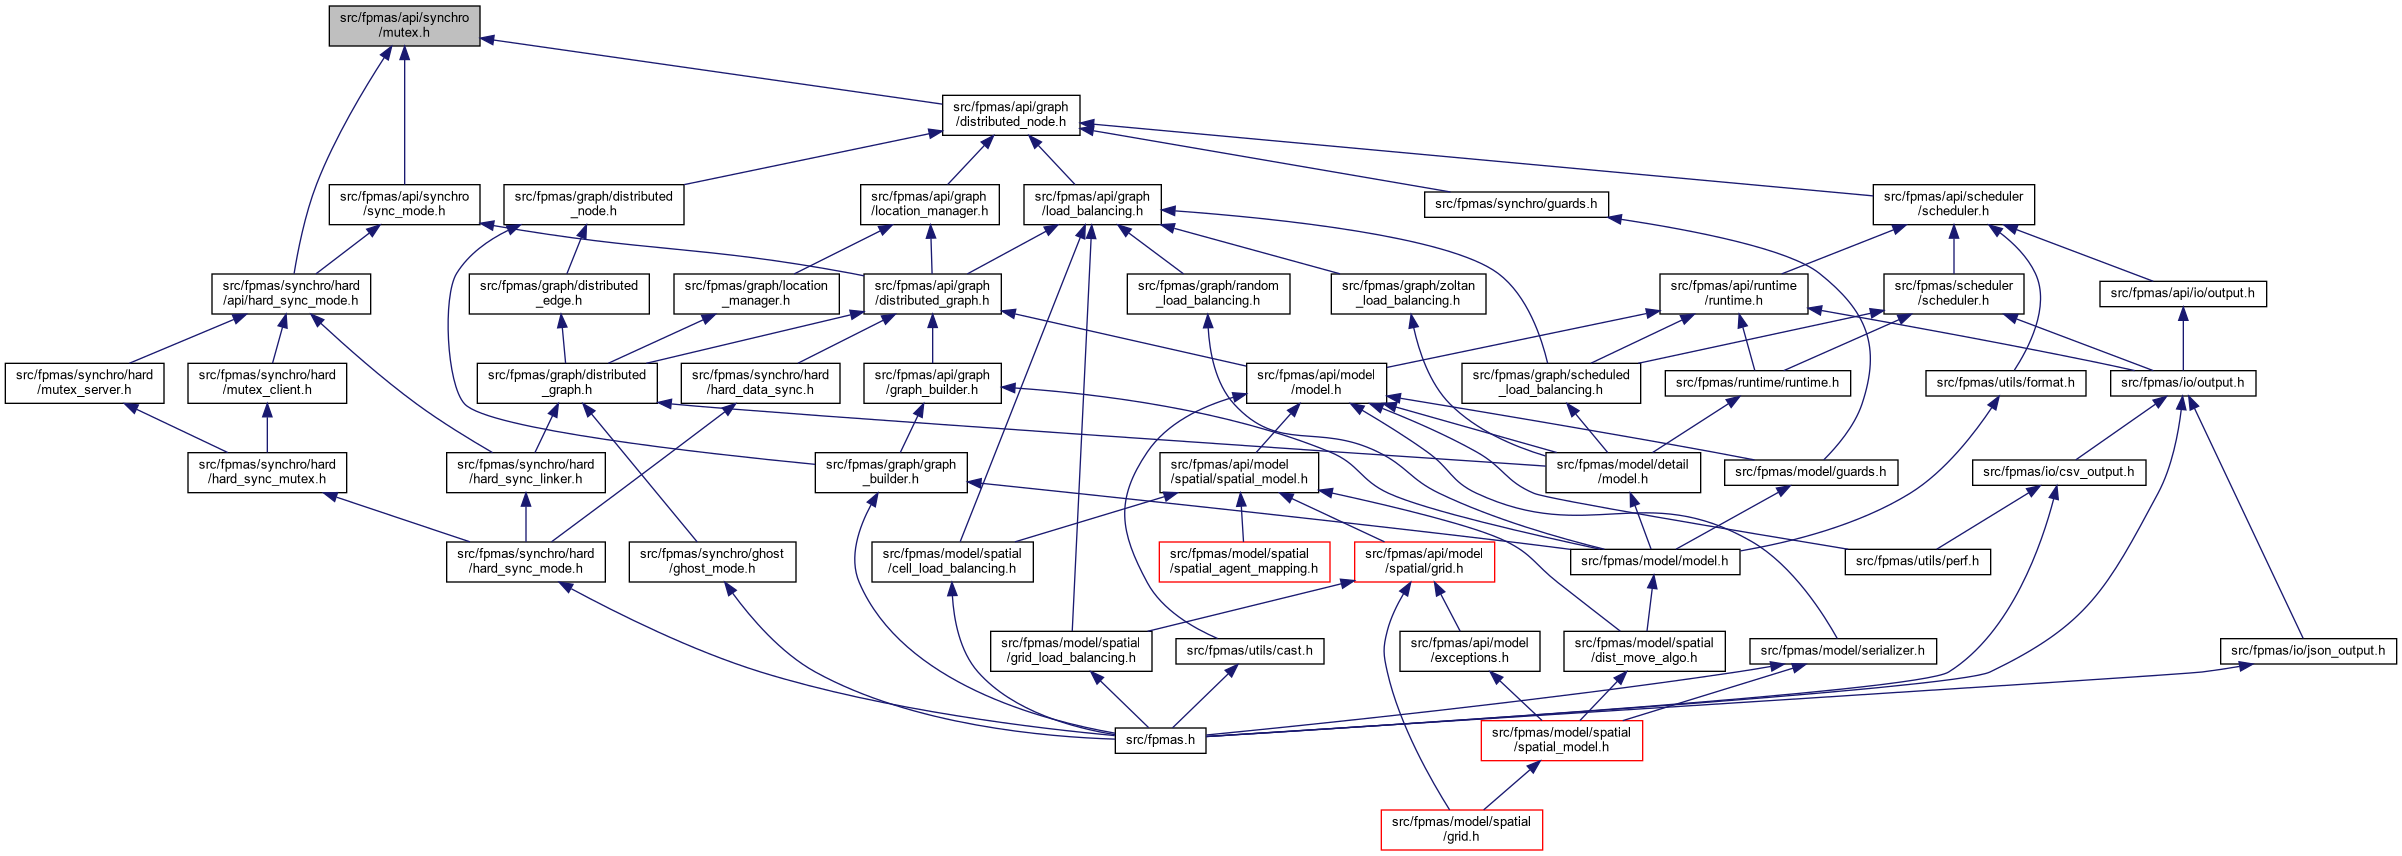 src/fpmas/api/synchro
/mutex.h
src/fpmas/api/graph
/distributed_node.h
src/fpmas/api/synchro
/sync_mode.h
src/fpmas/graph/distributed
_node.h
src/fpmas/api/graph
/location_manager.h
src/fpmas/api/graph
/load_balancing.h
src/fpmas/synchro/guards.h
src/fpmas/api/scheduler
/scheduler.h
src/fpmas/synchro/hard
/api/hard_sync_mode.h
src/fpmas/graph/distributed
_edge.h
src/fpmas/graph/location
_manager.h
src/fpmas/api/graph
/distributed_graph.h
src/fpmas/graph/random
_load_balancing.h
src/fpmas/graph/zoltan
_load_balancing.h
src/fpmas/api/runtime
/runtime.h
src/fpmas/scheduler
/scheduler.h
src/fpmas/api/io/output.h
src/fpmas/synchro/hard
/mutex_server.h
src/fpmas/synchro/hard
/mutex_client.h
src/fpmas/graph/distributed
_graph.h
src/fpmas/synchro/hard
/hard_data_sync.h
src/fpmas/api/graph
/graph_builder.h
src/fpmas/api/model
/model.h
src/fpmas/graph/scheduled
_load_balancing.h
src/fpmas/runtime/runtime.h
src/fpmas/utils/format.h
src/fpmas/io/output.h
src/fpmas/synchro/hard
/hard_sync_mutex.h
src/fpmas/synchro/hard
/hard_sync_linker.h
src/fpmas/graph/graph
_builder.h
src/fpmas/api/model
/spatial/spatial_model.h
src/fpmas/model/detail
/model.h
src/fpmas/model/guards.h
src/fpmas/io/csv_output.h
src/fpmas/synchro/hard
/hard_sync_mode.h
src/fpmas/synchro/ghost
/ghost_mode.h
src/fpmas/model/spatial
/cell_load_balancing.h
src/fpmas/model/spatial
/spatial_agent_mapping.h
src/fpmas/api/model
/spatial/grid.h
src/fpmas/model/model.h
src/fpmas/utils/perf.h
src/fpmas/model/spatial
/grid_load_balancing.h
src/fpmas/utils/cast.h
src/fpmas/api/model
/exceptions.h
src/fpmas/model/spatial
/dist_move_algo.h
src/fpmas/model/serializer.h
src/fpmas/io/json_output.h
src/fpmas.h
src/fpmas/model/spatial
/spatial_model.h
src/fpmas/model/spatial
/grid.h